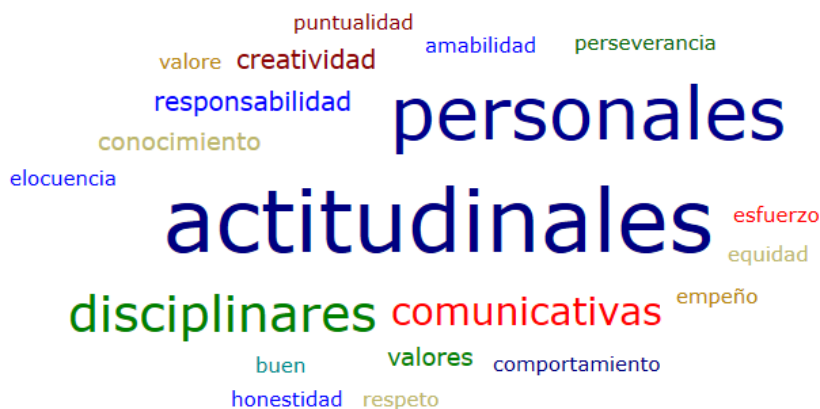 puntualidad
amabilidad
perseverancia
valore
creatividad
responsabilidad
personales
conocimiento
elocuencia
actitudinales
esfuerzo
equidad
disciplinares
comunicativas
empeño
buen
valores
comportamiento
honestidad
respeto